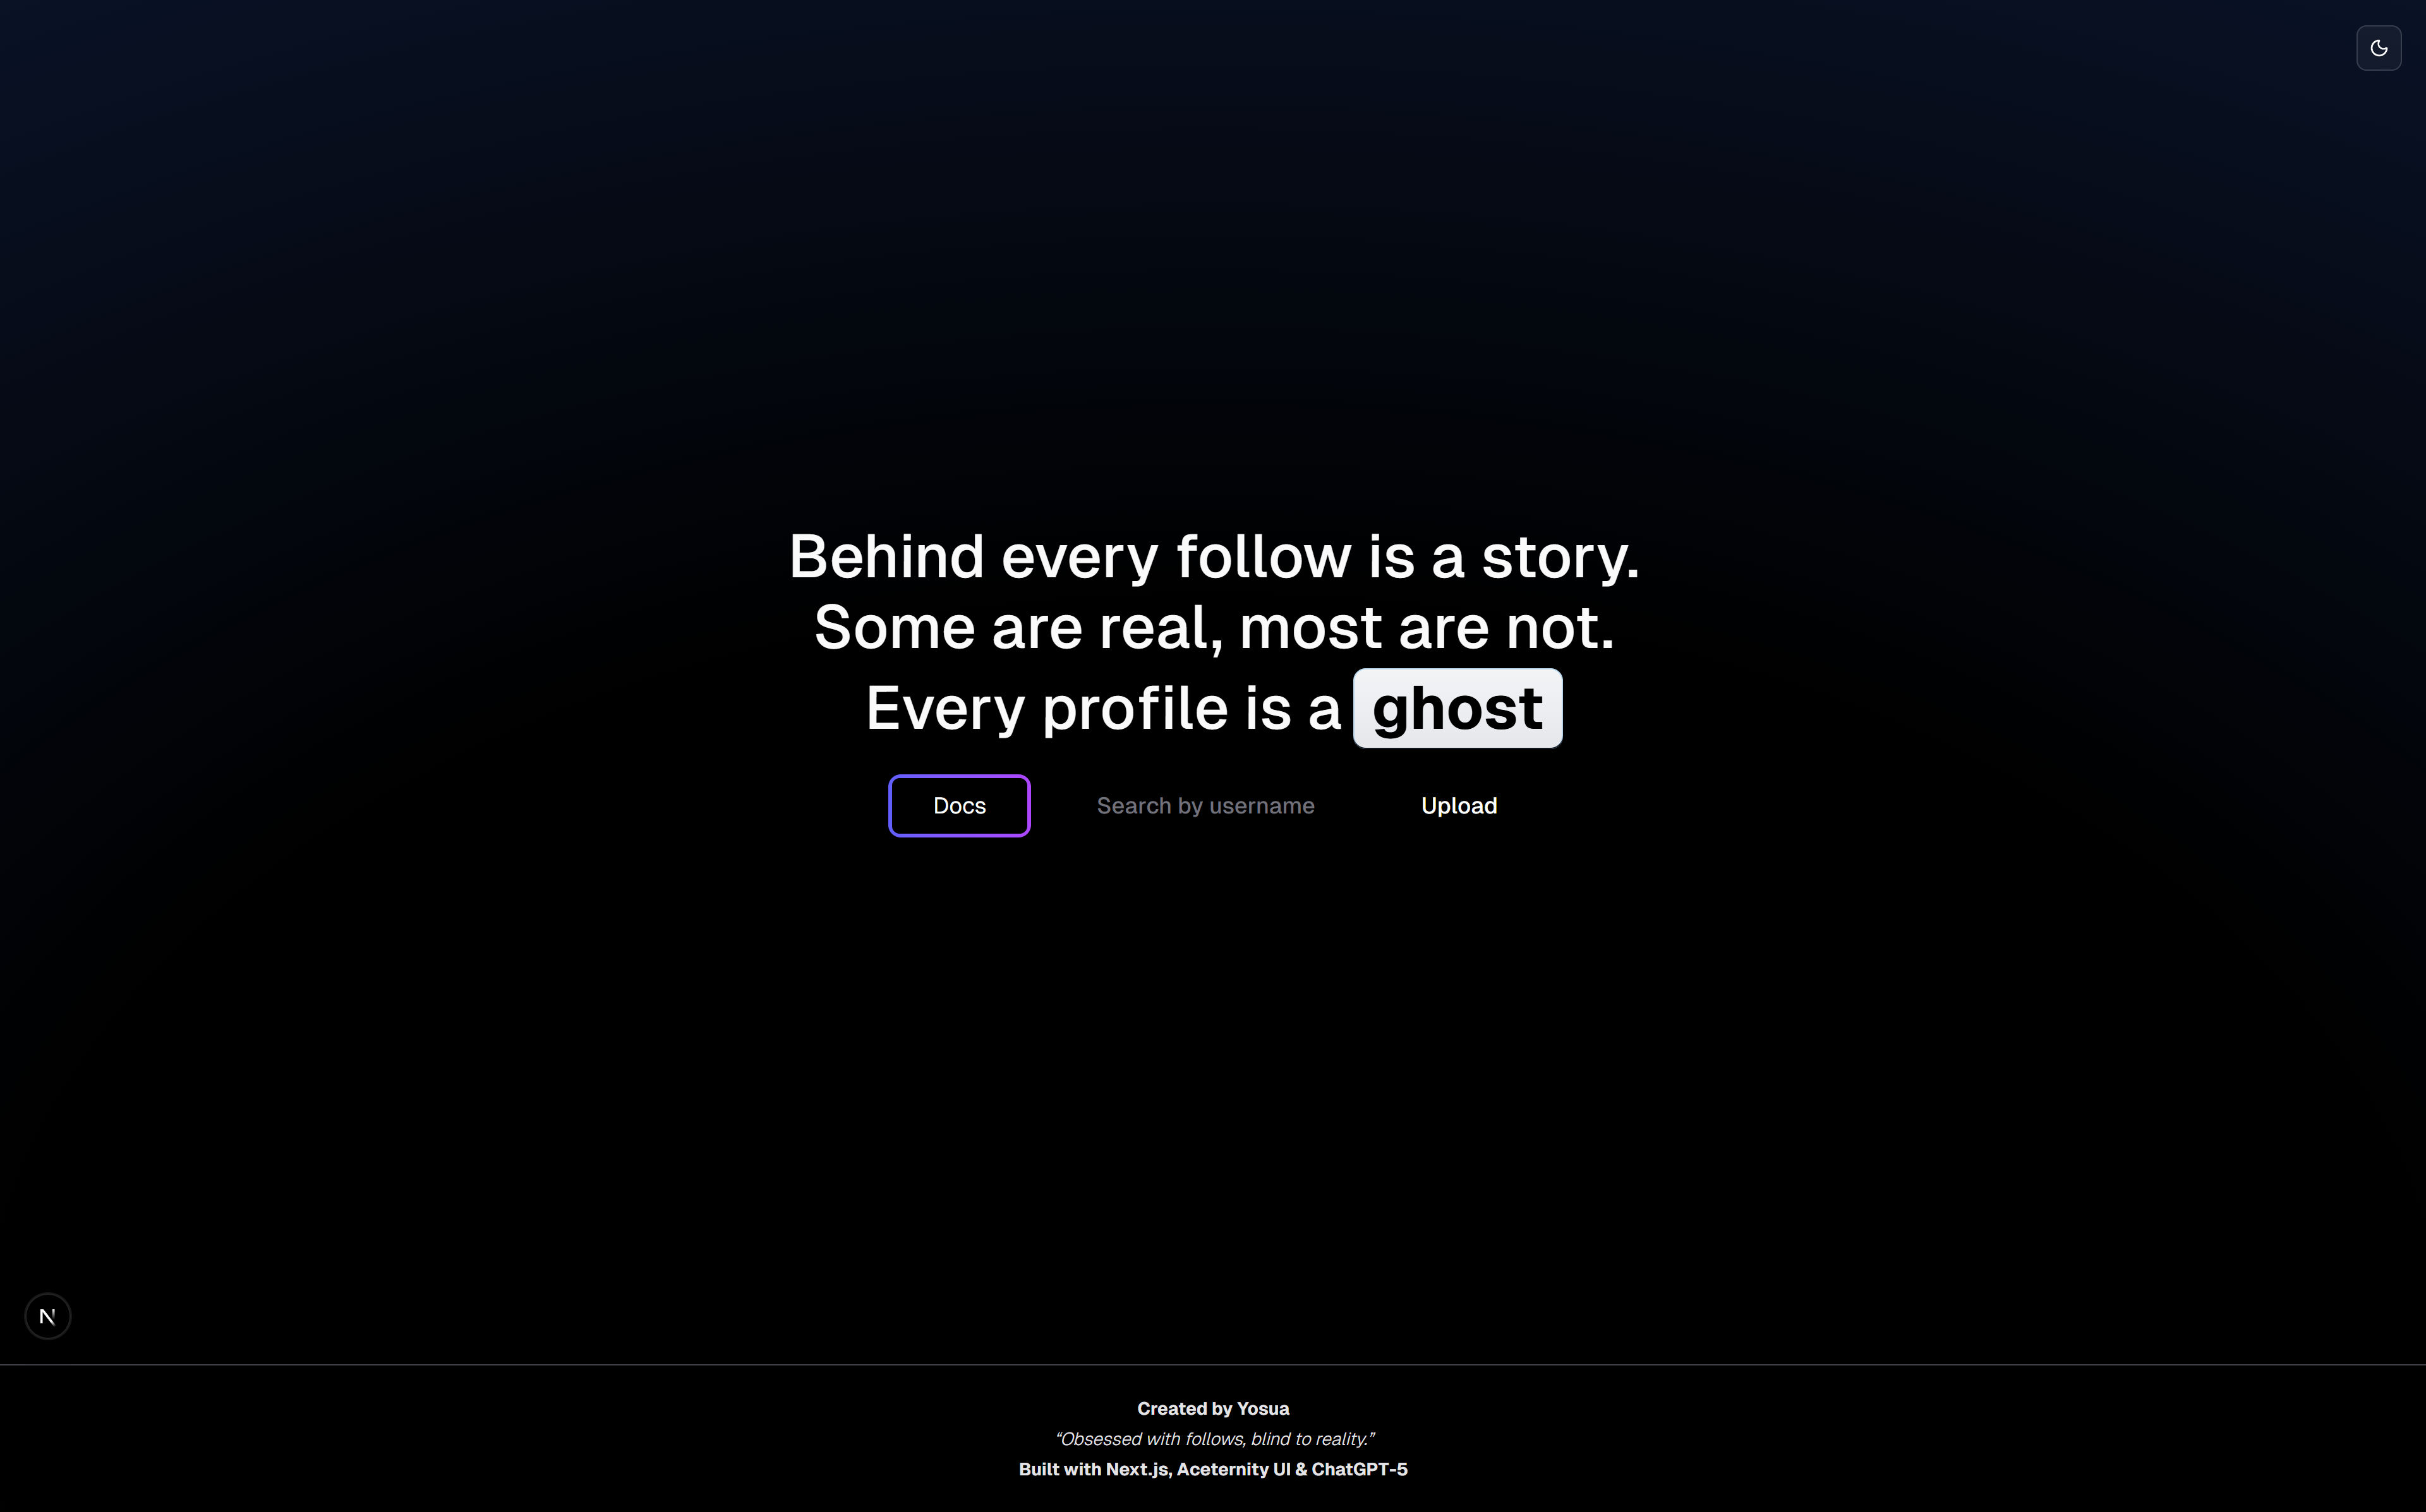 Behind every follow is a story.
Some are real, most are not.
Every profile is a ghost
Docs Search by username Upload
N
Created by Yosua
“Obsessed with follows, blind to reality.”
Built with Next.js, Aceternity UI & ChatGPT-5